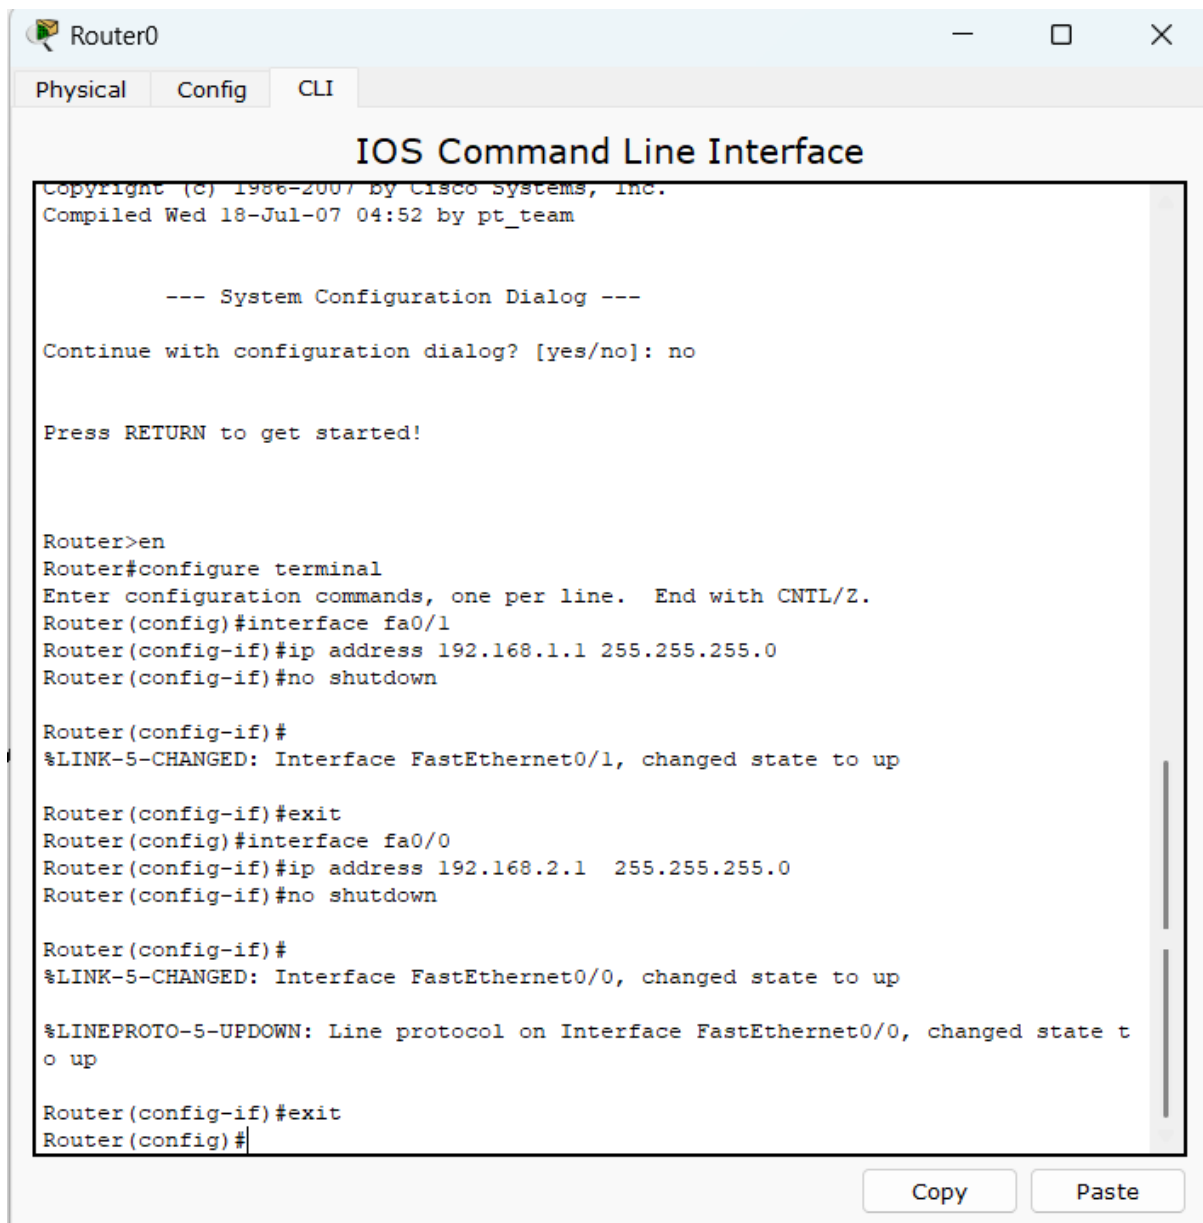 Router0
Physical Config CLI
IOS Command Line Interface
Copyright (c) 1986-2007 by Cisco Systems, Inc.
Compiled Wed 18-Jul-07 04:52 by pt_team
--- System Configuration Dialog ---
Continue with configuration dialog? [yes/no]: no
Press RETURN to get started!
Router>en
Router#configure terminal
Enter configuration commands, one per line.  End with CNTL/Z.
Router(config)#interface fa0/1
Router(config-if)#ip address 192.168.1.1 255.255.255.0
Router(config-if)#no shutdown
Router(config-if)#
%LINK-5-CHANGED: Interface FastEthernet0/1, changed state to up
Router(config-if)#exit
Router(config)#interface fa0/0
Router(config-if)#ip address 192.168.2.1  255.255.255.0
Router(config-if)#no shutdown
Router(config-if)#
%LINK-5-CHANGED: Interface FastEthernet0/0, changed state to up
%LINEPROTO-5-UPDOWN: Line protocol on Interface FastEthernet0/0, changed state t
o up
Router(config-if)#exit
Router(config)#
Copy Paste